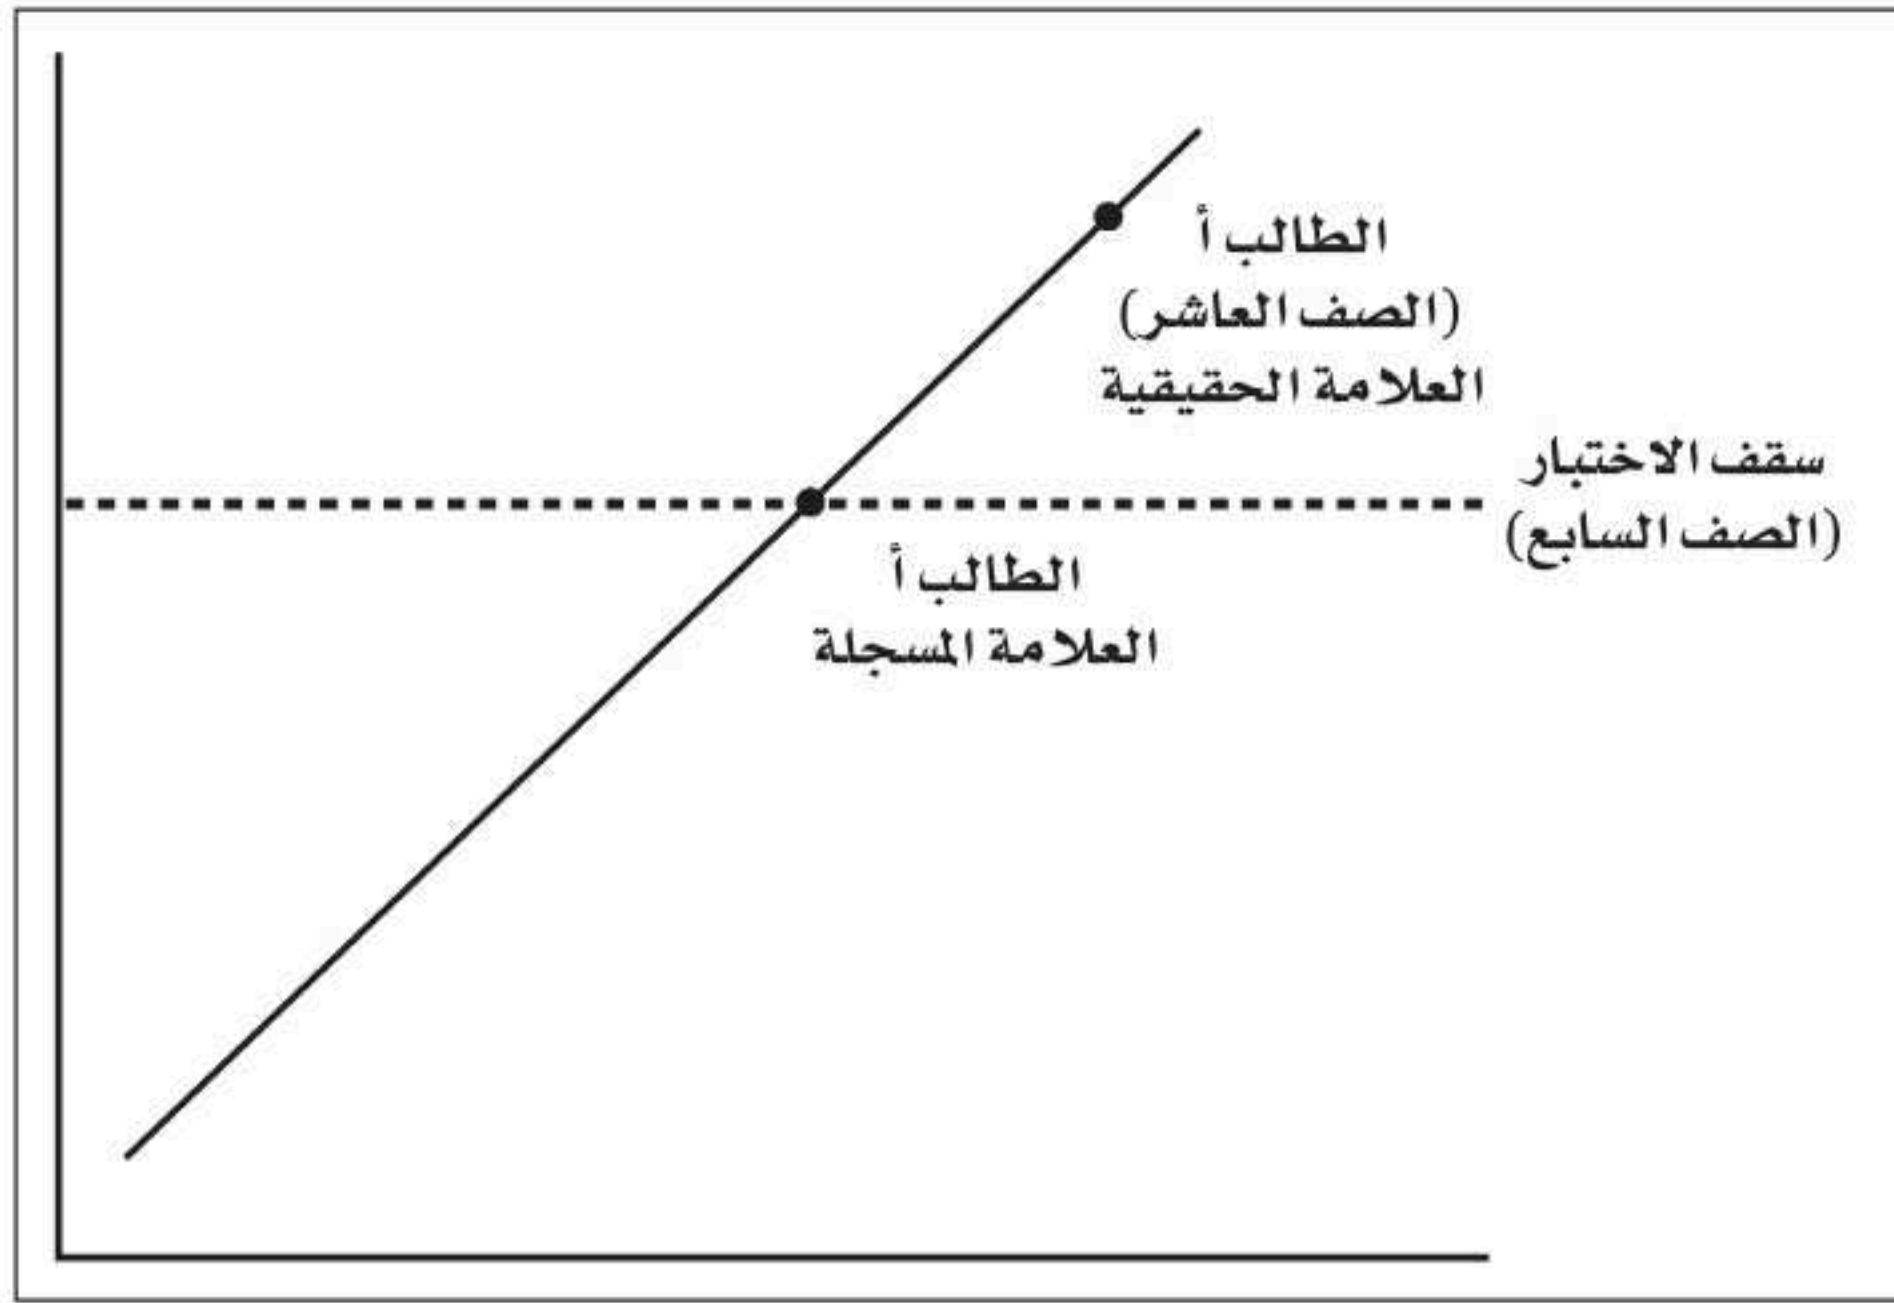 الطالب أ
(الصف العاشر)
العلامة الحقيقية
سقف الاختبار
(الصف السابع)
الطالب أ
العلامة المسجلة